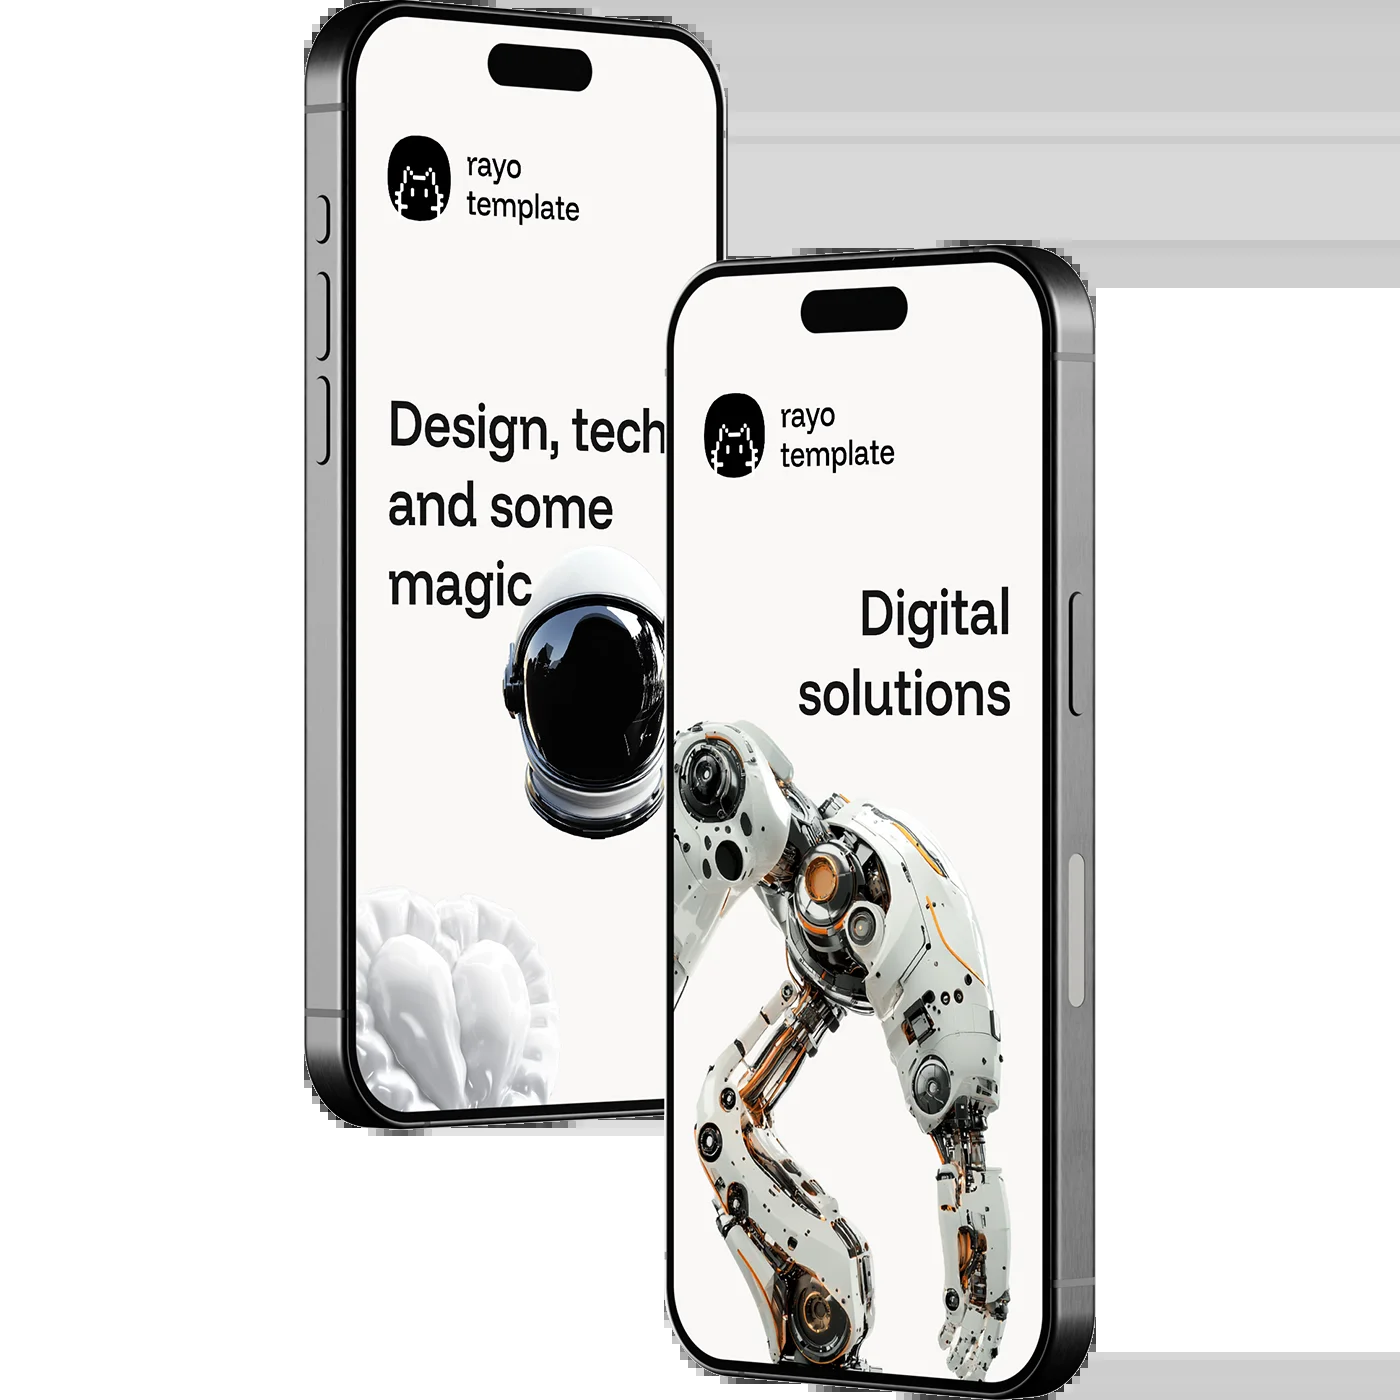 rayo
template
Design, tech
and some
magic
rayo
template
Digital
solutions